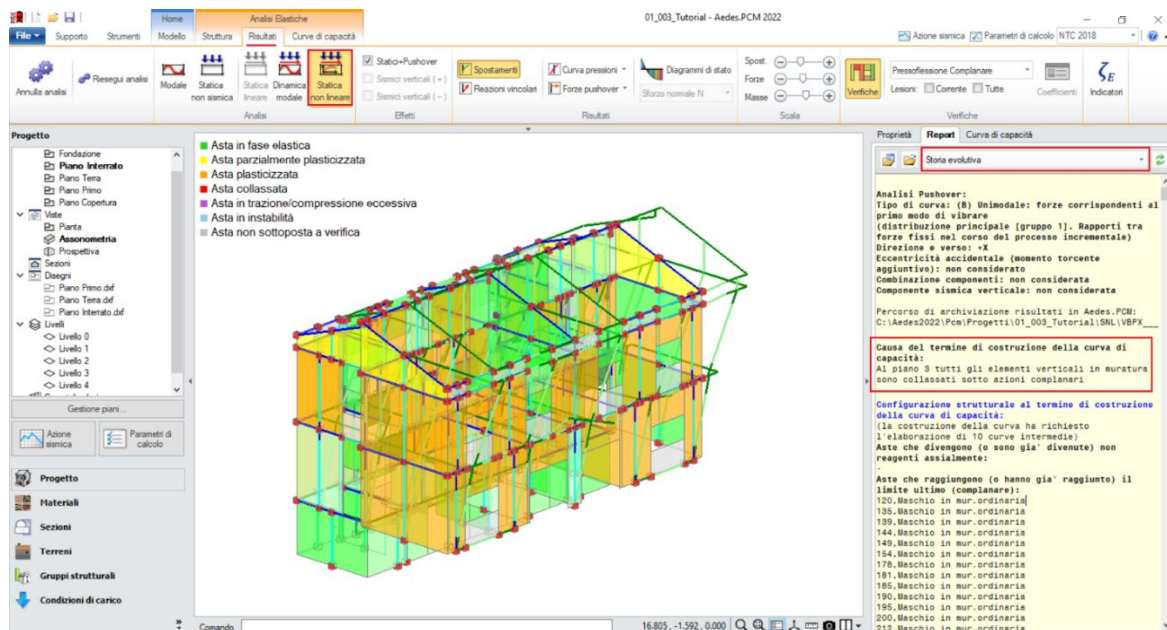 01_003_Tutorial - Aedes.PCM 2022
Home
Analisi Elastiche
File
Supporto
Strumenti
Modello
Struttura
Risultati
Curve di capacità
Azione sismica
Parametri di calcolo
NTC 2018
Annulla analisi
Riesegui analisi
Modale
Statica non sismica
Statica lineare
Dinamica modale
Statica non lineare
Analisi
Statici+Pushover
Sismici verticali (+)
Sismici verticali (–)
Effetti
Spostamenti
Reazioni vincolari
Curva pressioni
Forze pushover
Diagrammi di stato
Sforzo normale N
Risultati
Spost.
Forze
Masse
Scala
Verifiche
Pressoflessione Complanare
Lesioni:
Corrente
Tutte
Coefficienti
ζE
Indicatori
Verifiche
Progetto
Fondazione
Piano Interrato
Piano Terra
Piano Primo
Piano Copertura
Viste
Pianta
Assonometria
Prospettiva
Sezioni
Disegni
Piano Primo.dxf
Piano Terra.dxf
Piano Interrato.dxf
Livelli
Livello 0
Livello 1
Livello 2
Livello 3
Livello 4
Gestione piani...
Azione sismica
Parametri di calcolo
Progetto
Materiali
Sezioni
Terreni
Gruppi strutturali
Condizioni di carico
Asta in fase elastica
Asta parzialmente plasticizzata
Asta plasticizzata
Asta collassata
Asta in trazione/compressione eccessiva
Asta in instabilità
Asta non sottoposta a verifica
Comando
16.805, -1.592, 0.000
Proprietà
Report
Curva di capacità
Storia evolutiva
Analisi Pushover:
Tipo di curva: (B) Unimodale: forze corrispondenti al
primo modo di vibrare
(distribuzione principale [gruppo 1]. Rapporti tra
forze fissi nel corso del processo incrementale)
Direzione e verso: +X
Eccentricità accidentale (momento torcente
aggiuntivo): non considerato
Combinazione componenti: non considerata
Componente sismica verticale: non considerata
Percorso di archiviazione risultati in Aedes.PCM:
C:\Aedes2022\Pcm\Progetti\01_003_Tutorial\SNL\VBPX___
Causa del termine di costruzione della curva di
capacità:
Al piano 3 tutti gli elementi verticali in muratura
sono collassati sotto azioni complanari
Configurazione strutturale al termine di costruzione
della curva di capacità:
(la costruzione della curva ha richiesto
l'elaborazione di 10 curve intermedie)
Aste che divengono (o sono gia' divenute) non
reagenti assialmente:
-
Aste che raggiungono (o hanno gia' raggiunto) il
limite ultimo (complanare):
120,Maschio in mur.ordinaria
135,Maschio in mur.ordinaria
139,Maschio in mur.ordinaria
144,Maschio in mur.ordinaria
149,Maschio in mur.ordinaria
154,Maschio in mur.ordinaria
178,Maschio in mur.ordinaria
181,Maschio in mur.ordinaria
185,Maschio in mur.ordinaria
190,Maschio in mur.ordinaria
195,Maschio in mur.ordinaria
200,Maschio in mur.ordinaria
212,Maschio in mur.ordinaria